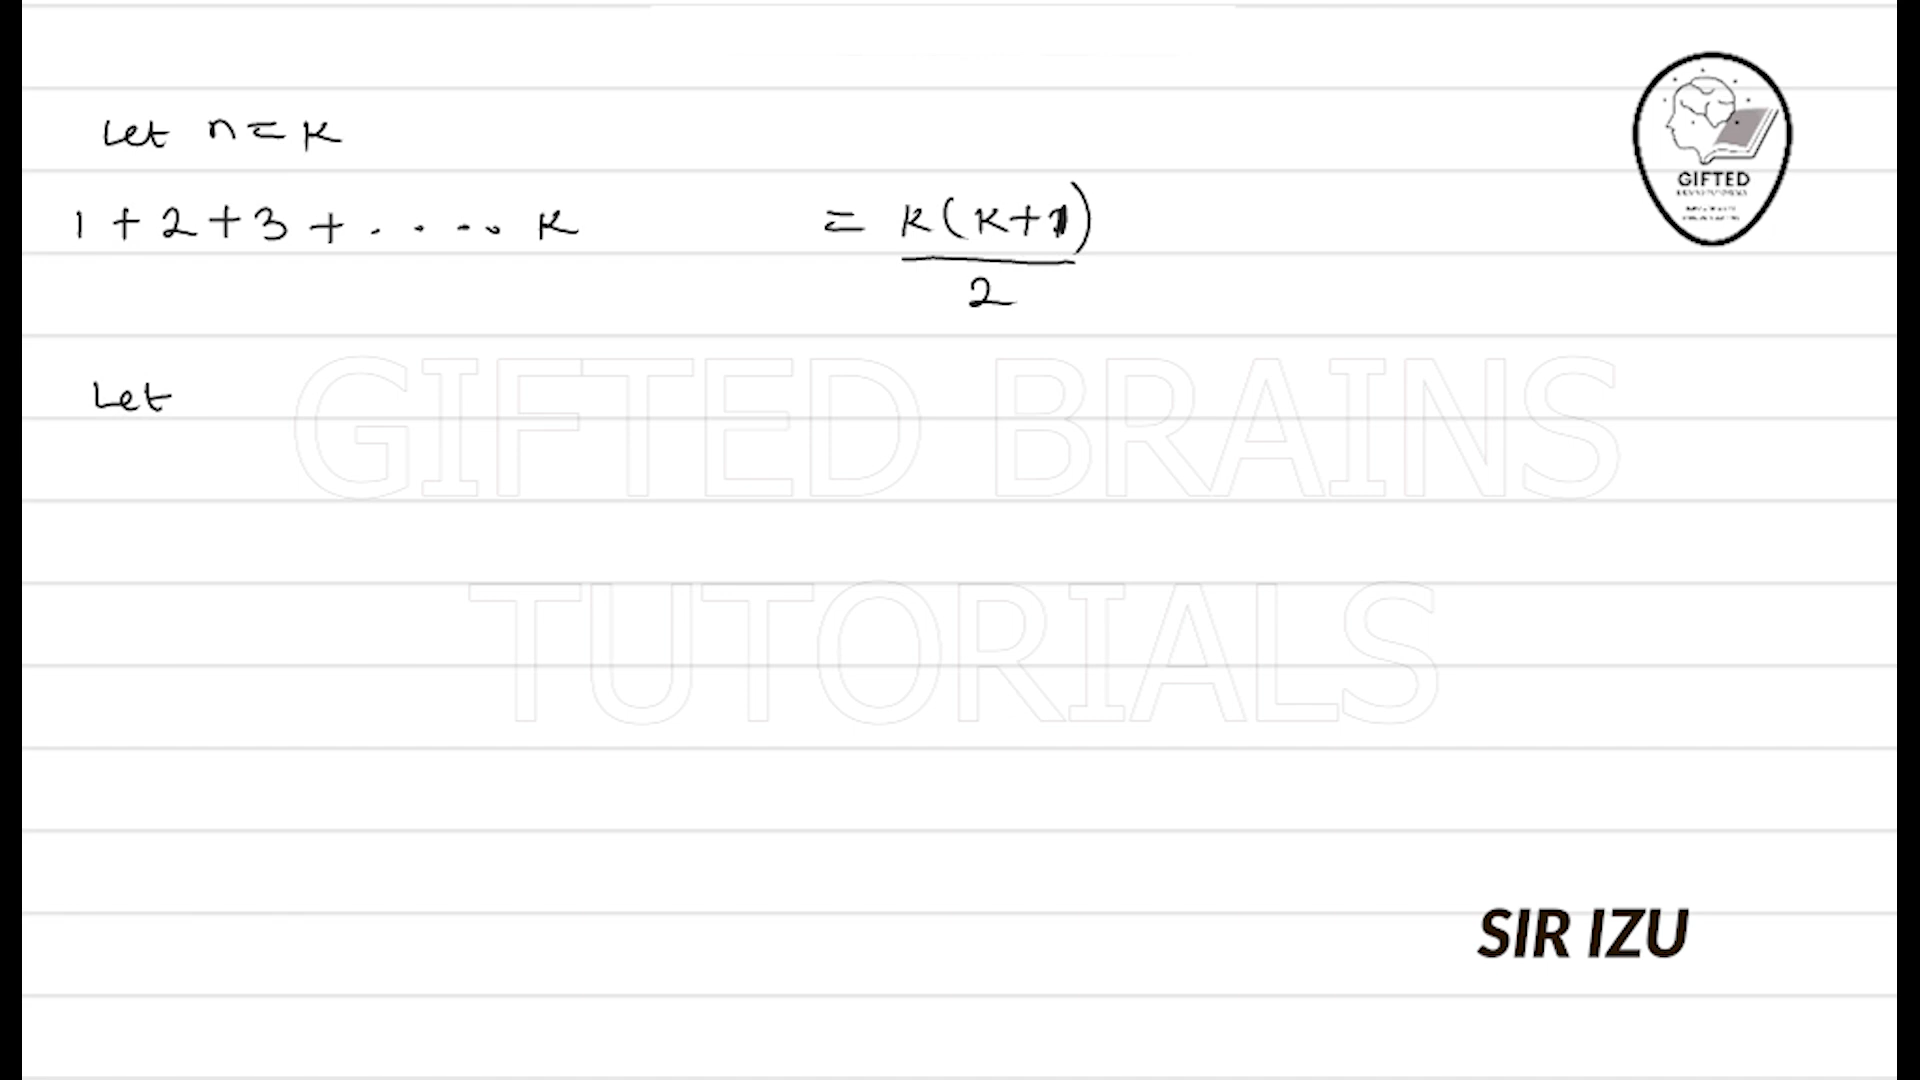 Let n = k
1 + 2 + 3 + ..... k = k(k+1)
2
Let
GIFTED BRAINS
TUTORIALS
GIFTED
SIR IZU